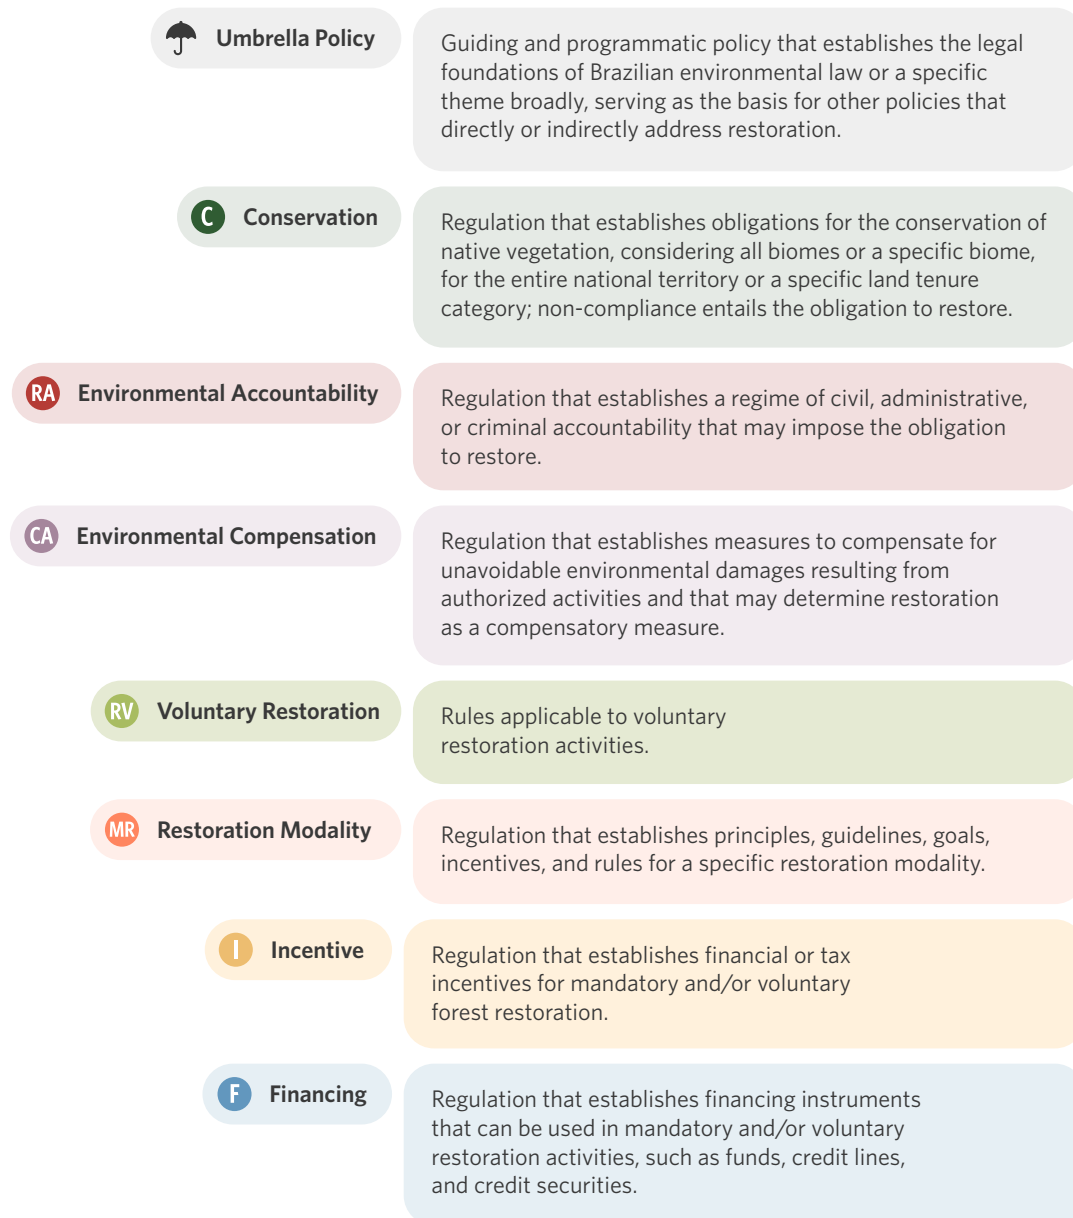 Umbrella Policy
Guiding and programmatic policy that establishes the legal
foundations of Brazilian environmental law or a specific
theme broadly, serving as the basis for other policies that
directly or indirectly address restoration.
C Conservation
Regulation that establishes obligations for the conservation of
native vegetation, considering all biomes or a specific biome,
for the entire national territory or a specific land tenure
category; non-compliance entails the obligation to restore.
RA Environmental Accountability
Regulation that establishes a regime of civil, administrative,
or criminal accountability that may impose the obligation
to restore.
CA Environmental Compensation
Regulation that establishes measures to compensate for
unavoidable environmental damages resulting from
authorized activities and that may determine restoration
as a compensatory measure.
RV Voluntary Restoration
Rules applicable to voluntary
restoration activities.
MR Restoration Modality
Regulation that establishes principles, guidelines, goals,
incentives, and rules for a specific restoration modality.
I Incentive
Regulation that establishes financial or tax
incentives for mandatory and/or voluntary
forest restoration.
F Financing
Regulation that establishes financing instruments
that can be used in mandatory and/or voluntary
restoration activities, such as funds, credit lines,
and credit securities.